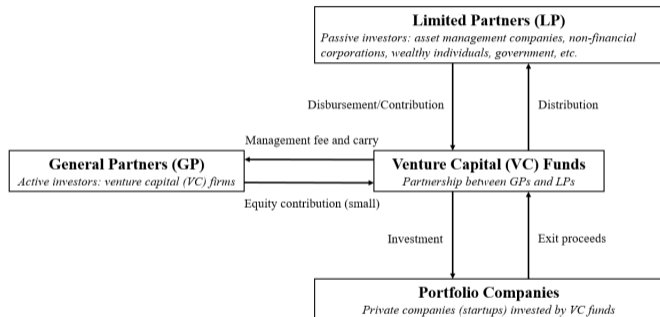 Limited Partners (LP)
Passive investors: asset management companies, non-financial
corporations, wealthy individuals, government, etc.
Disbursement/Contribution
Distribution
Management fee and carry
General Partners (GP)
Active investors: venture capital (VC) firms
Venture Capital (VC) Funds
Partnership between GPs and LPs
Equity contribution (small)
Investment
Exit proceeds
Portfolio Companies
Private companies (startups) invested by VC funds